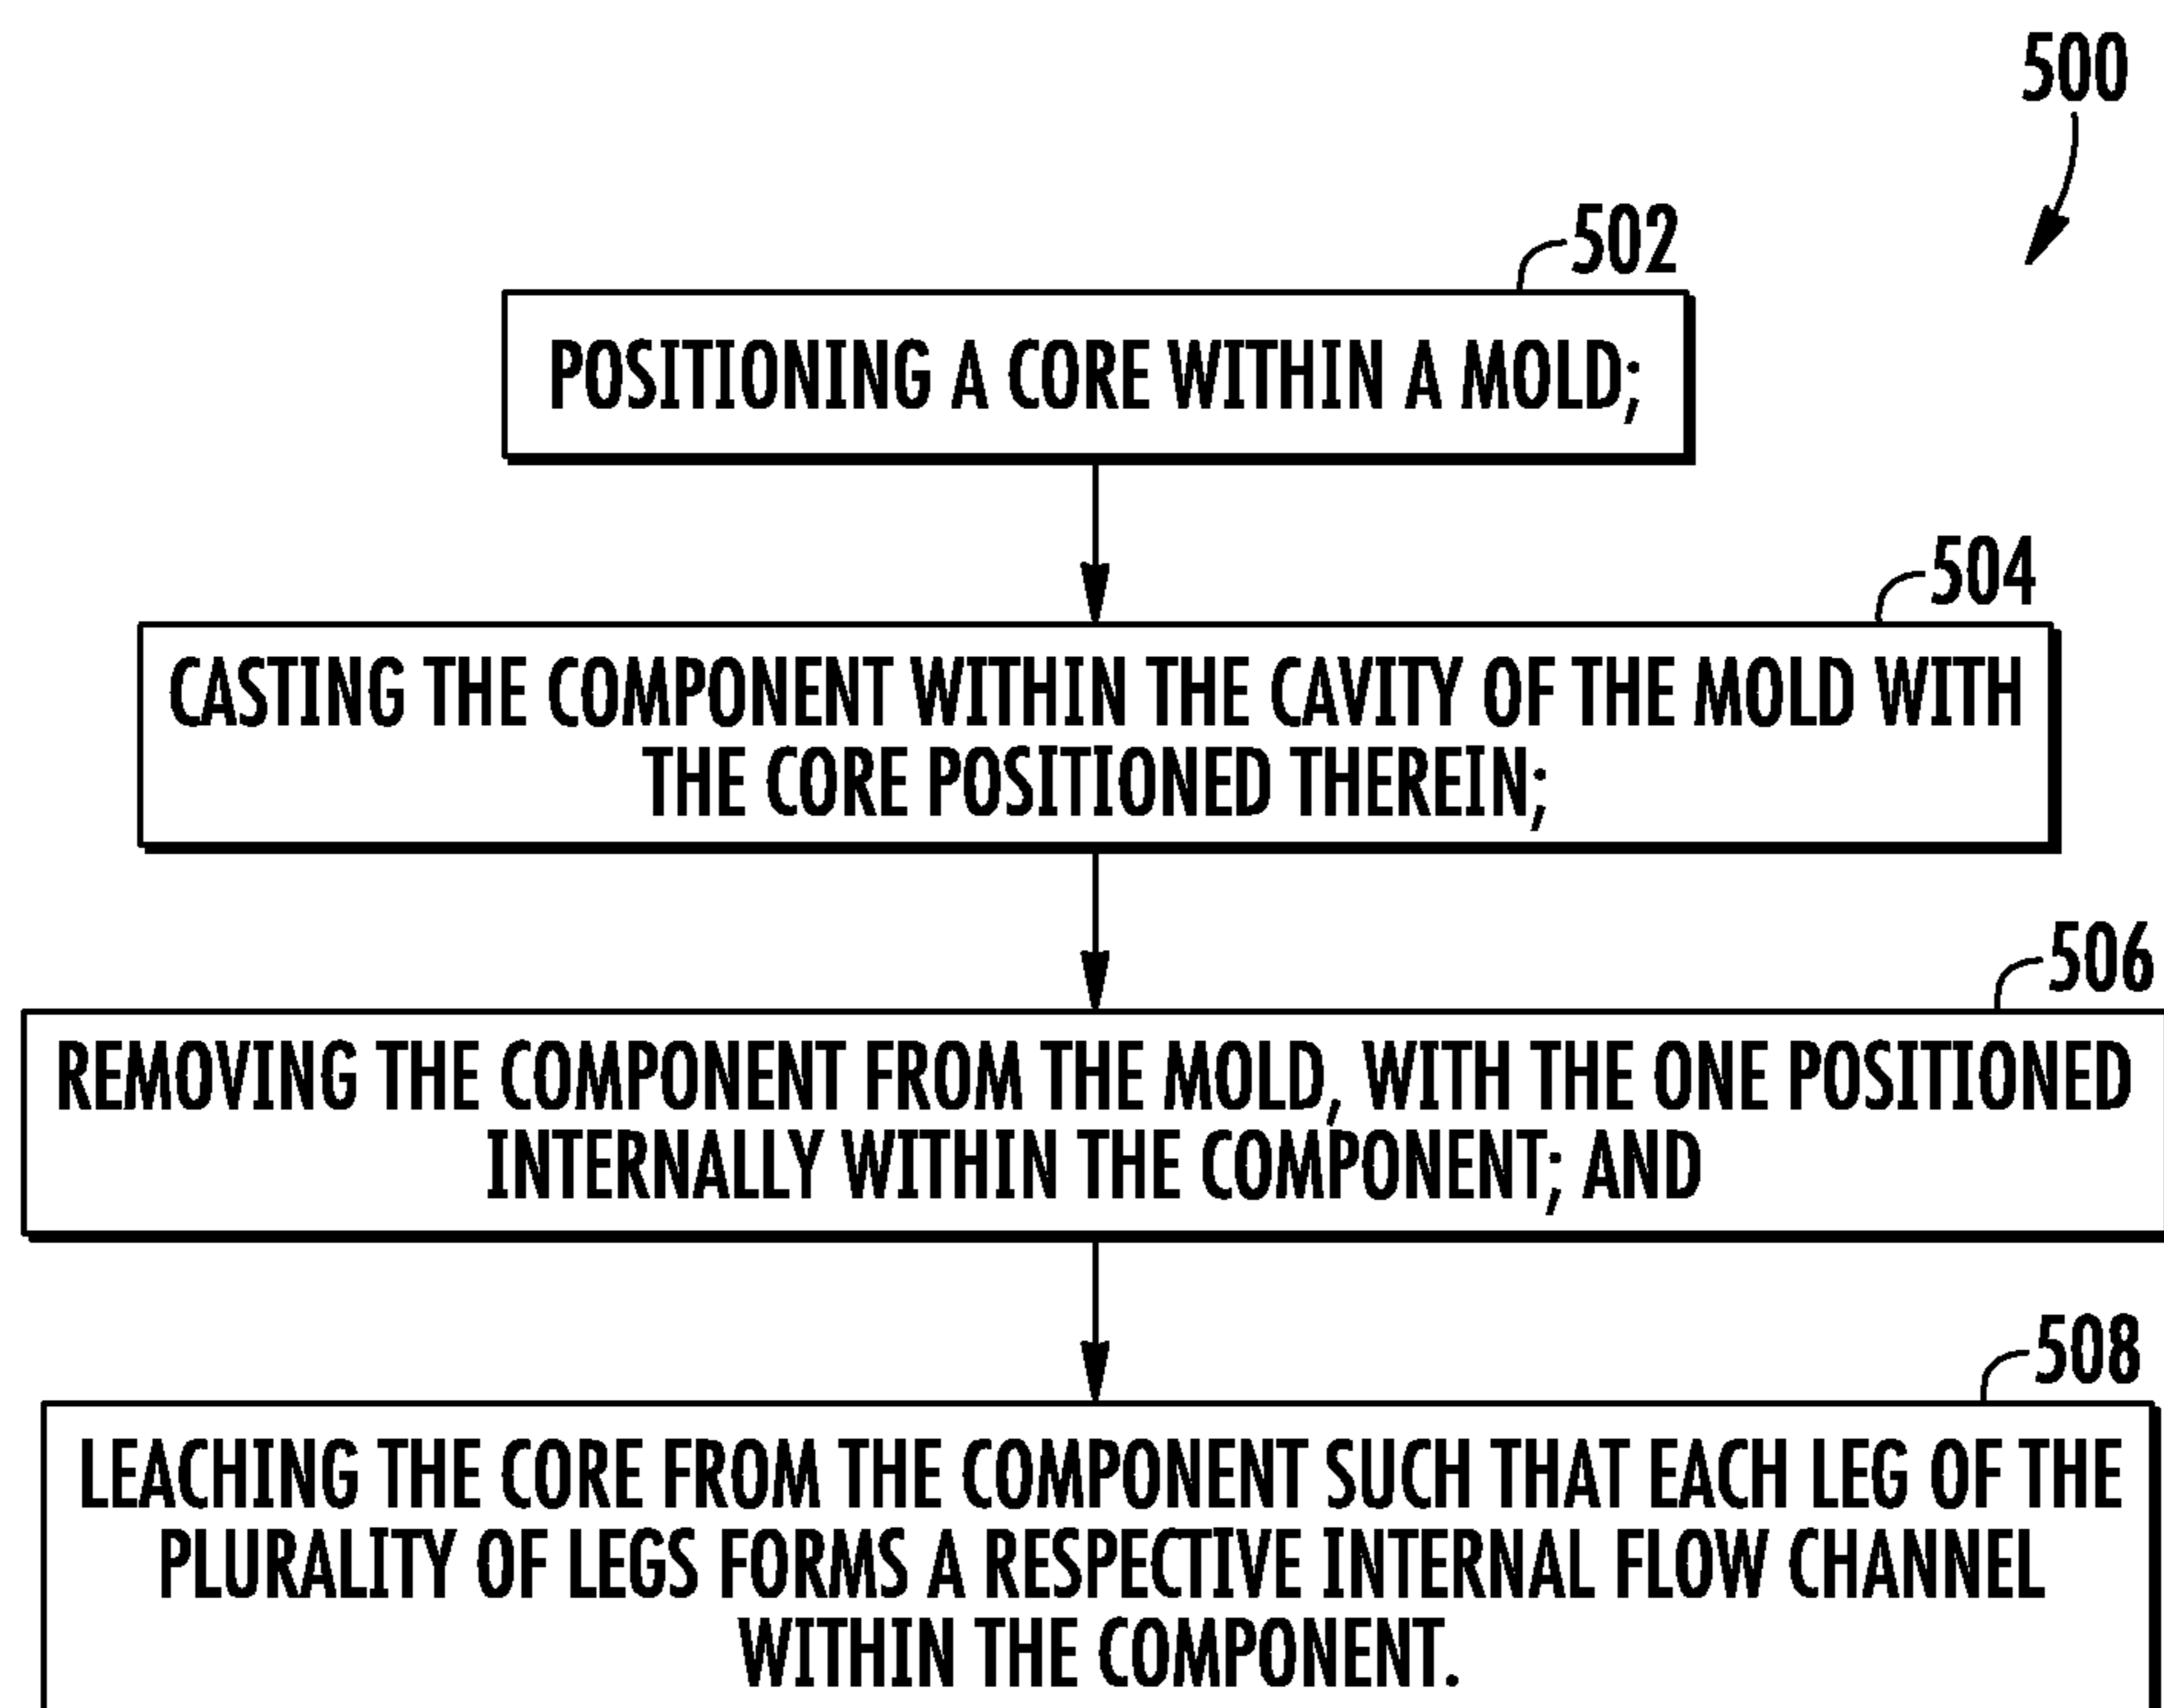 500
502
POSITIONING A CORE WITHIN A MOLD;
504
CASTING THE COMPONENT WITHIN THE CAVITY OF THE MOLD WITH
THE CORE POSITIONED THEREIN;
506
REMOVING THE COMPONENT FROM THE MOLD, WITH THE ONE POSITIONED
INTERNALLY WITHIN THE COMPONENT; AND
508
LEACHING THE CORE FROM THE COMPONENT SUCH THAT EACH LEG OF THE
PLURALITY OF LEGS FORMS A RESPECTIVE INTERNAL FLOW CHANNEL
WITHIN THE COMPONENT.